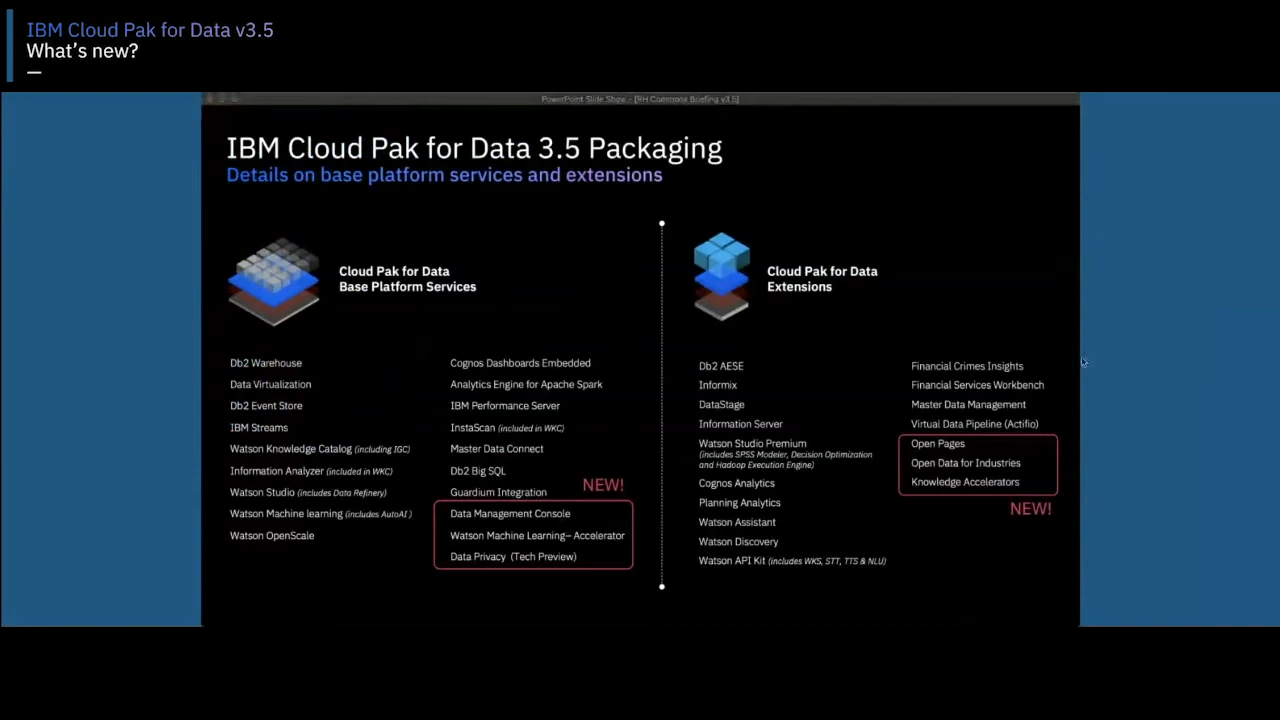 IBM Cloud Pak for Data v3.5
What's new?
PowerPoint Slide Show - [RH Commons Briefing v3.5]
IBM Cloud Pak for Data 3.5 Packaging
Details on base platform services and extensions
Cloud Pak for Data
Base Platform Services
Db2 Warehouse
Data Virtualization
Db2 Event Store
IBM Streams
Watson Knowledge Catalog (including IGC)
Information Analyzer (included in WKC)
Watson Studio (includes Data Refinery)
Watson Machine learning (includes AutoAI )
Watson OpenScale
Cognos Dashboards Embedded
Analytics Engine for Apache Spark
IBM Performance Server
InstaScan (included in WKC)
Master Data Connect
Db2 Big SQL
Guardium Integration
NEW!
Data Management Console
Watson Machine Learning– Accelerator
Data Privacy (Tech Preview)
Cloud Pak for Data
Extensions
Db2 AESE
Informix
DataStage
Information Server
Watson Studio Premium
(includes SPSS Modeler, Decision Optimization
and Hadoop Execution Engine)
Cognos Analytics
Planning Analytics
Watson Assistant
Watson Discovery
Watson API Kit (includes WKS, STT, TTS & NLU)
Financial Crimes Insights
Financial Services Workbench
Master Data Management
Virtual Data Pipeline (Actifio)
Open Pages
Open Data for Industries
Knowledge Accelerators
NEW!